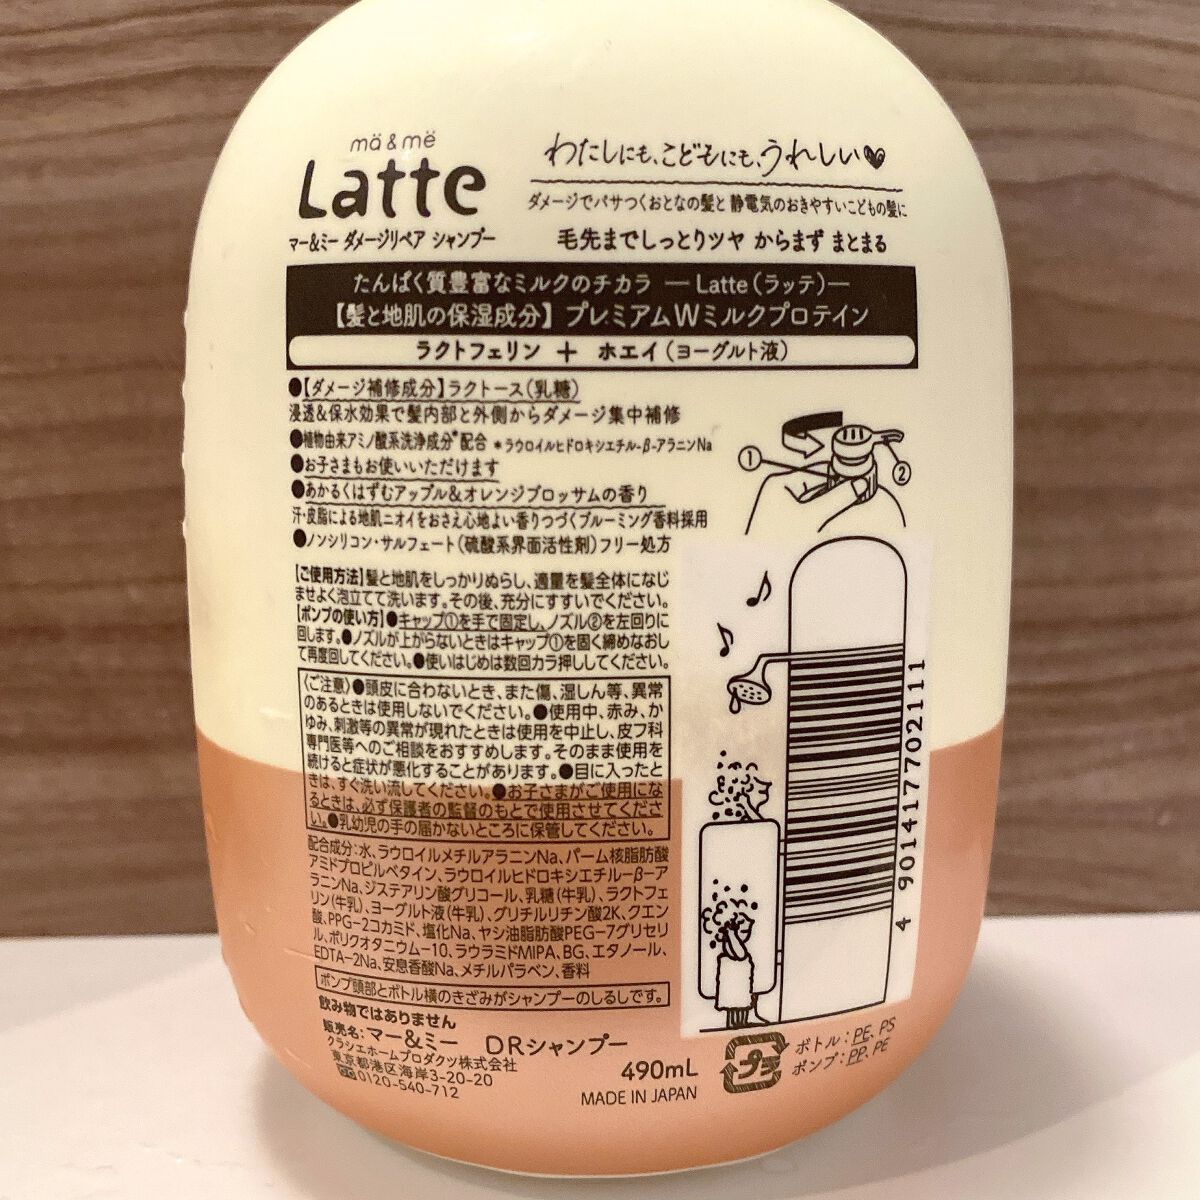 mä & më
Latte
マー&ミー ダメージリペア シャンプー
わたしにも、こどもにも、うれしい
ダメージでパサつくおとなの髪と 静電気のおきやすいこどもの髪に
毛先までしっとりツヤ からまず まとまる
たんぱく質豊富なミルクのチカラ ― Latte(ラッテ)―
【髪と地肌の保湿成分】プレミアムWミルクプロテイン
ラクトフェリン + ホエイ(ヨーグルト液)
●【ダメージ補修成分】ラクトース(乳糖)
浸透&保水効果で髪内部と外側からダメージ集中補修
●植物由来アミノ酸系洗浄成分*配合 *ラウロイルヒドロキシエチル-β-アラニンNa
●お子さまもお使いいただけます
●あかるくはずむアップル&オレンジブロッサムの香り
汗・皮脂による地肌ニオイをおさえ心地よい香りつづくブルーミング香料採用
●ノンシリコン・サルフェート(硫酸系界面活性剤)フリー処方
①
②
【ご使用方法】髪と地肌をしっかりぬらし、適量を髪全体になじ
ませよく泡立てて洗います。その後、充分にすすいでください。
【ポンプの使い方】●キャップ①を手で固定し、ノズル②を左回りに
回します。●ノズルが上がらないときはキャップ①を固く締めなおし
て再度回してください。●使いはじめは数回カラ押ししてください。
〈ご注意〉●頭皮に合わないとき、また傷、湿しん等、異常
のあるときは使用しないでください。●使用中、赤み、か
ゆみ、刺激等の異常が現れたときは使用を中止し、皮フ科
専門医等へのご相談をおすすめします。そのまま使用を
続けると症状が悪化することがあります。●目に入ったと
きは、すぐ洗い流してください。●お子さまがご使用にな
るときは、必ず保護者の監督のもとで使用させてくださ
い。●乳幼児の手の届かないところに保管してください。
配合成分:水、ラウロイルメチルアラニンNa、パーム核脂肪酸
アミドプロピルベタイン、ラウロイルヒドロキシエチル-β-ア
ラニンNa、ジステアリン酸グリコール、乳糖(牛乳)、ラクトフェ
リン(牛乳)、ヨーグルト液(牛乳)、グリチルリチン酸2K、クエン
酸、PPG-2コカミド、塩化Na、ヤシ油脂肪酸PEG-7グリセリ
ル、ポリクオタニウム-10、ラウラミドMIPA、BG、エタノール、
EDTA-2Na、安息香酸Na、メチルパラベン、香料
ポンプ頭部とボトル横のきざみがシャンプーのしるしです。
飲み物ではありません
販売名:マー&ミー DRシャンプー
クラシエホームプロダクツ株式会社
東京都港区海岸3-20-20
0120-540-712
490mL
MADE IN JAPAN
4 901417 702111
プラ
ボトル:PE、PS
ポンプ:PP、PE